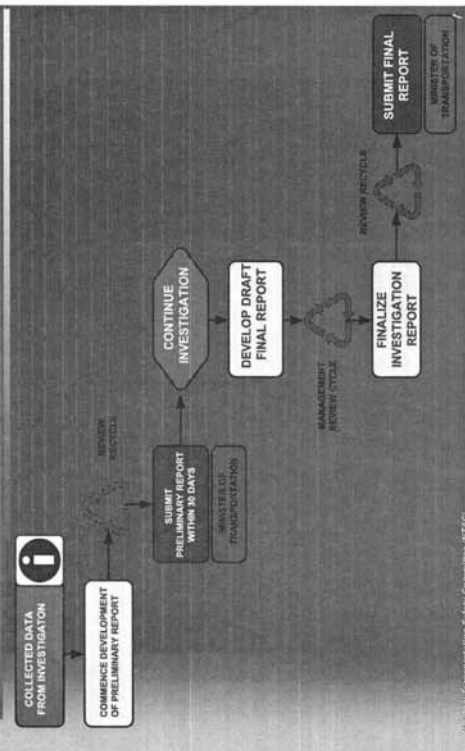 COLLECTED DATA
FROM INVESTIGATON
COMMENCE DEVELOPMENT
OF PRELIMINARY REPORT
REVIEW
RECYCLE
SUBMIT
PRELIMINARY REPORT
WITHIN 30 DAYS
MINISTER OF
TRANSPORTATION
CONTINUE
INVESTIGATION
DEVELOP DRAFT
FINAL REPORT
MANAGEMENT
REVIEW CYCLE
FINALIZE
INVESTIGATION
REPORT
REVIEW RECYCLE
SUBMIT FINAL
REPORT
MINISTER OF
TRANSPORTATION